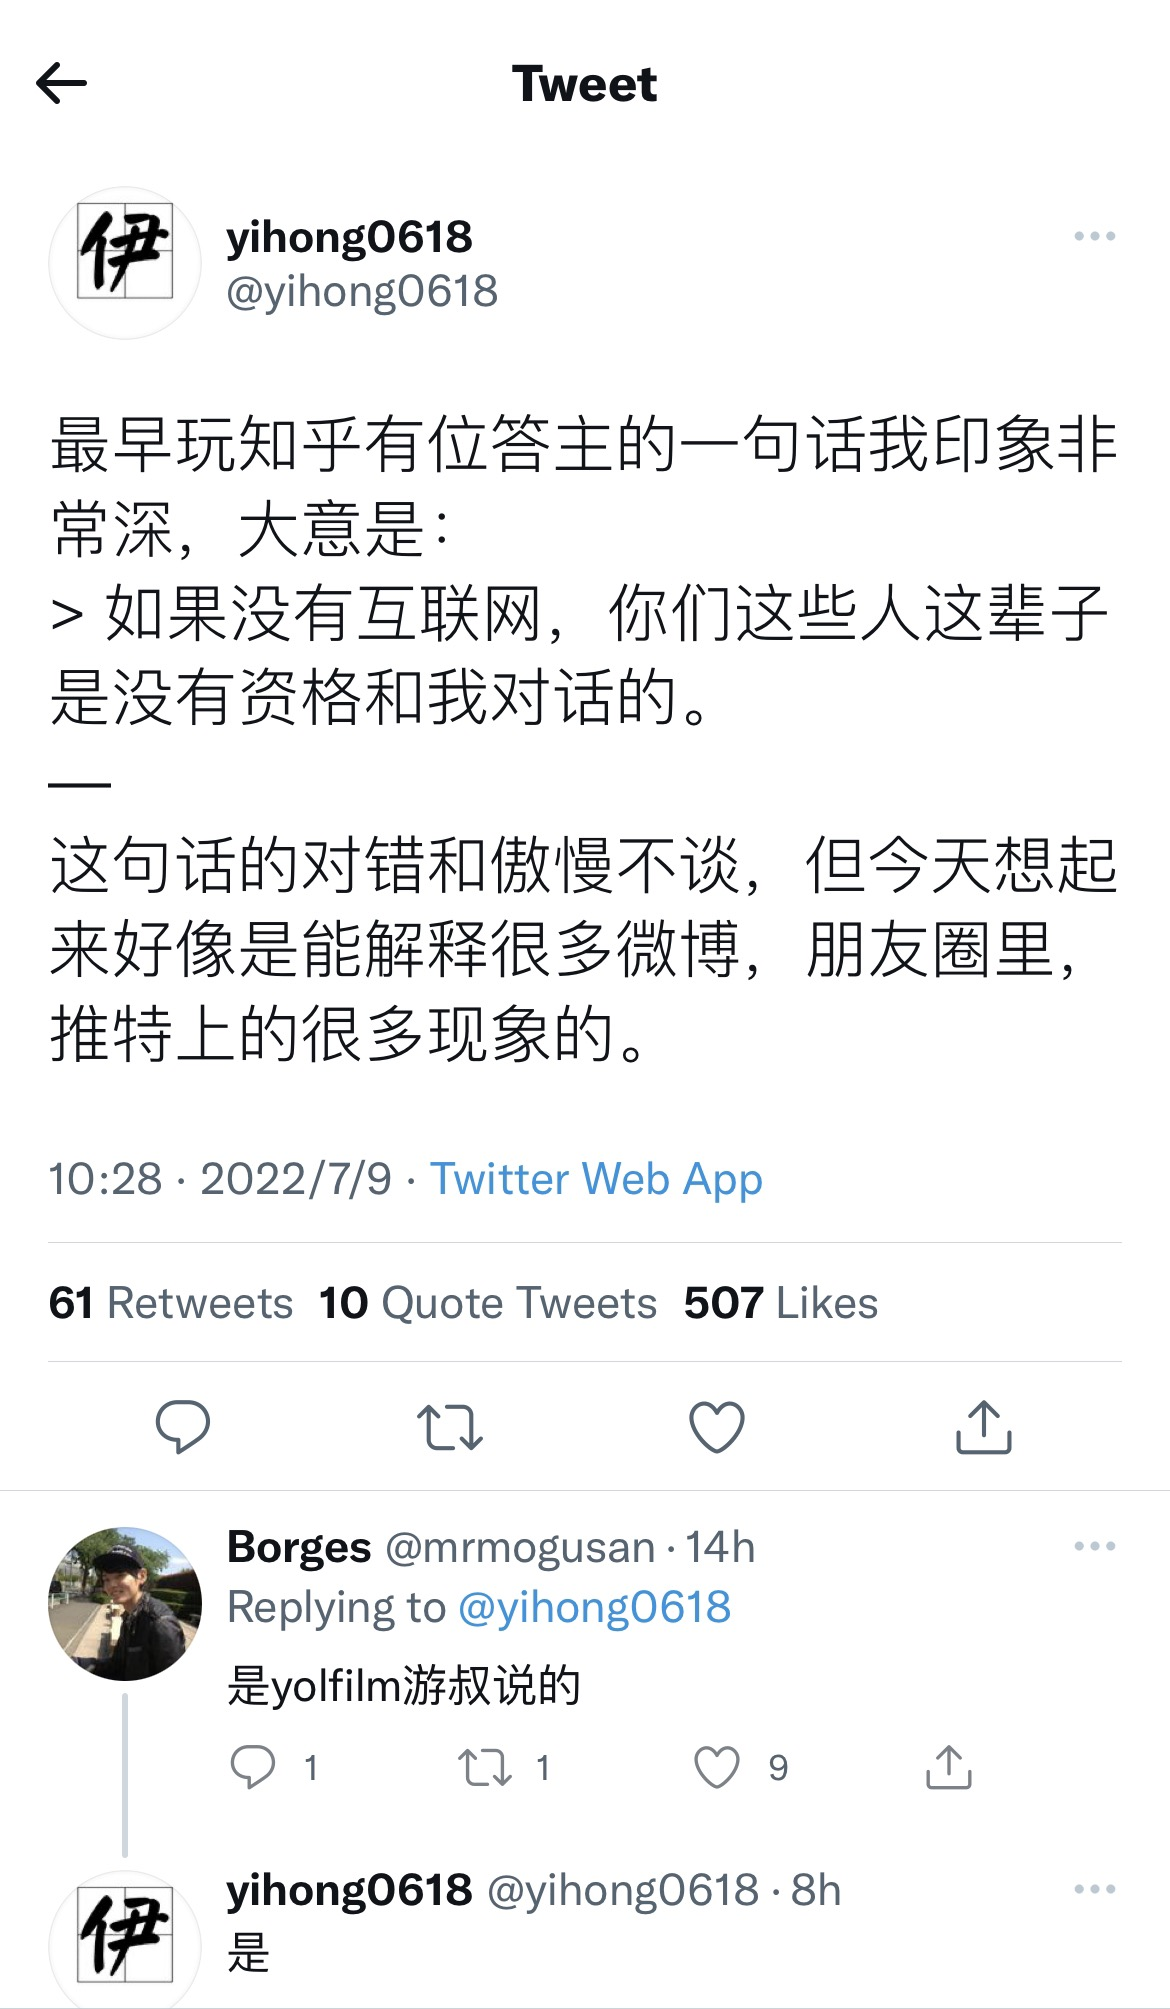 Tweet
伊
yihong0618
@yihong0618
最早玩知乎有位答主的一句话我印象非
常深，大意是：
> 如果没有互联网，你们这些人这辈子
是没有资格和我对话的。
—
这句话的对错和傲慢不谈，但今天想起
来好像是能解释很多微博，朋友圈里，
推特上的很多现象的。
10:28 · 2022/7/9 · Twitter Web App
61 Retweets 10 Quote Tweets 507 Likes
Borges @mrmogusan · 14h
Replying to @yihong0618
是yolfilm游叔说的
1 1 9
伊
yihong0618 @yihong0618 · 8h
是